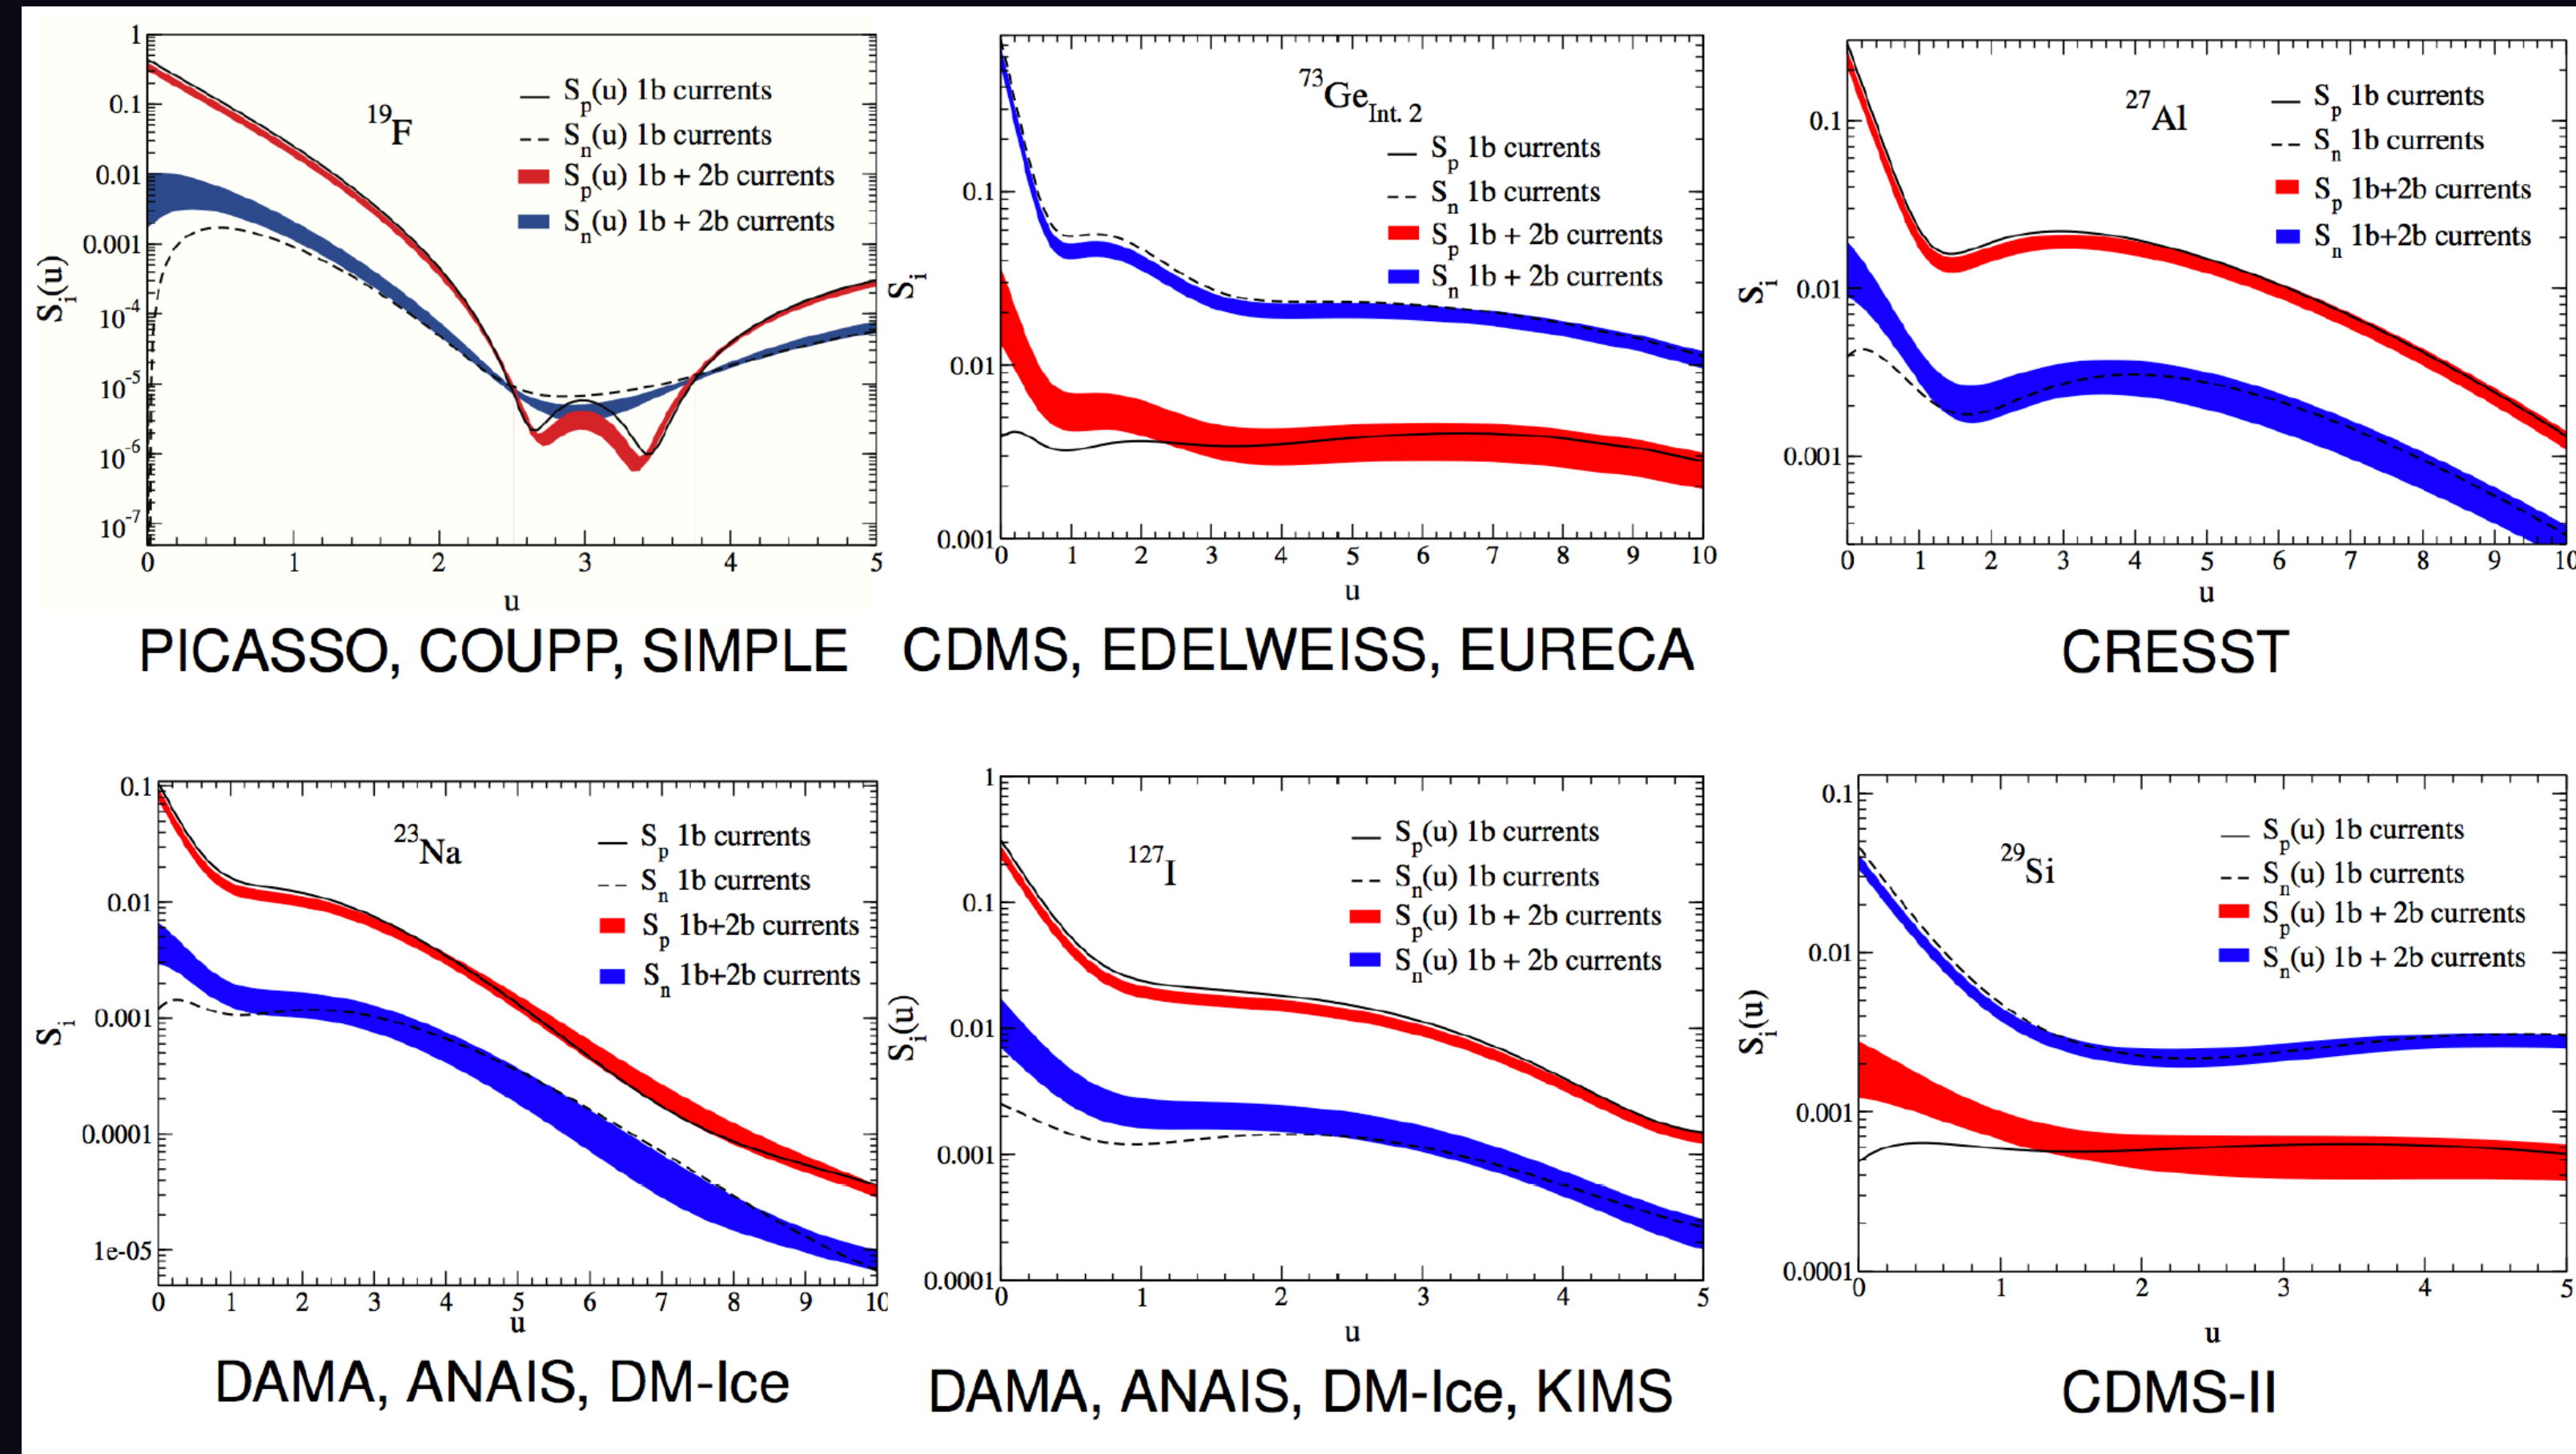 1
0.1
0.01
0.001
10^-4
10^-5
10^-6
10^-7
S_i(u)
^19F
S_p(u) 1b currents
S_n(u) 1b currents
S_p(u) 1b + 2b currents
S_n(u) 1b + 2b currents
0 1 2 3 4 5
u
PICASSO, COUPP, SIMPLE
0.1
0.01
0.001
S_i
^73Ge_Int. 2
S_p 1b currents
S_n 1b currents
S_p 1b + 2b currents
S_n 1b + 2b currents
0 1 2 3 4 5 6 7 8 9 10
u
CDMS, EDELWEISS, EURECA
0.1
0.01
0.001
S_i
^27Al
S_p 1b currents
S_n 1b currents
S_p 1b+2b currents
S_n 1b+2b currents
0 1 2 3 4 5 6 7 8 9 10
u
CRESST
0.1
0.01
0.001
0.0001
1e-05
S_i
^23Na
S_p 1b currents
S_n 1b currents
S_p 1b+2b currents
S_n 1b+2b currents
0 1 2 3 4 5 6 7 8 9 10
u
DAMA, ANAIS, DM-Ice
1
0.1
0.01
0.001
0.0001
S_i(u)
^127I
S_p(u) 1b currents
S_n(u) 1b currents
S_p(u) 1b + 2b currents
S_n(u) 1b + 2b currents
0 1 2 3 4 5
u
DAMA, ANAIS, DM-Ice, KIMS
0.1
0.01
0.001
0.0001
S_i(u)
^29Si
S_p(u) 1b currents
S_n(u) 1b currents
S_p(u) 1b + 2b currents
S_n(u) 1b + 2b currents
0 1 2 3 4 5
u
CDMS-II